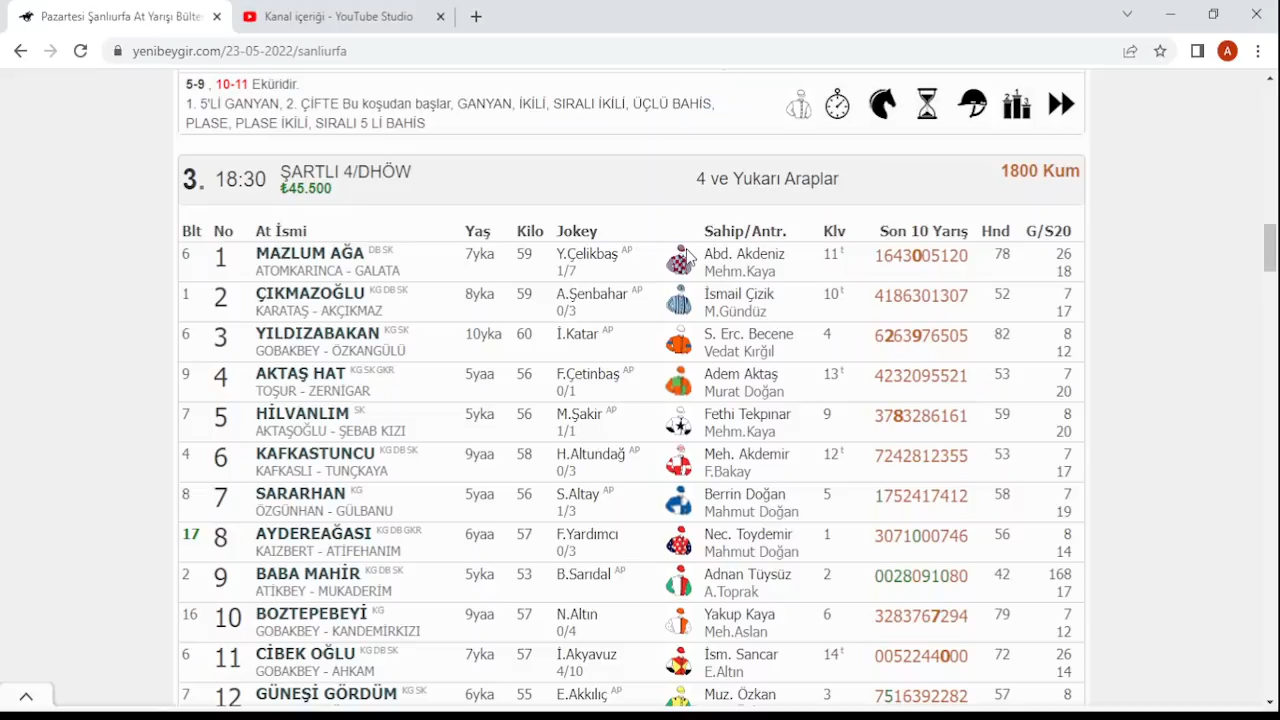 Pazartesi Şanlıurfa At Yarışı Bülte
Kanal içeriği - YouTube Studio
yenibeygir.com/23-05-2022/sanliurfa
A
5-9 , 10-11 Eküridir.
1. 5'Lİ GANYAN, 2. ÇİFTE Bu koşudan başlar, GANYAN, İKİLİ, SIRALI İKİLİ, ÜÇLÜ BAHİS,
PLASE, PLASE İKİLİ, SIRALI 5 Lİ BAHİS
3. 18:30 ŞARTLI 4/DHÖW 4 ve Yukarı Araplar 1800 Kum
₺45.500
Blt No At İsmi Yaş Kilo Jokey Sahip/Antr. Klv Son 10 Yarış Hnd G/S20
6 1 MAZLUM AĞA DB SK 7yka 59 Y.Çelikbaş AP Abd. Akdeniz 11t 1643005120 78 26
ATOMKARINCA - GALATA 1/7 Mehm.Kaya 18
1 2 ÇIKMAZOĞLU KG DB SK 8yka 59 A.Şenbahar AP İsmail Çizik 10t 4186301307 52 7
KARATAŞ - AKÇIKMAZ 0/3 M.Gündüz 17
6 3 YILDIZABAKAN KG SK 10yka 60 İ.Katar AP S. Erc. Becene 4 6263976505 82 8
GOBAKBEY - ÖZKANGÜLÜ Vedat Kırğıl 12
9 4 AKTAŞ HAT KG SK GKR 5yaa 56 F.Çetinbaş AP Adem Aktaş 13t 4232095521 53 7
TOŞUR - ZERNİGAR 0/1 Murat Doğan 20
7 5 HİLVANLIM SK 5yka 56 M.Şakir AP Fethi Tekpınar 9 3783286161 59 8
AKTAŞOĞLU - ŞEBAB KIZI 1/1 Mehm.Kaya 20
4 6 KAFKASTUNCU KG DB SK 9yaa 58 H.Altundağ AP Meh. Akdemir 12t 7242812355 53 7
KAFKASLI - TUNÇKAYA 0/3 F.Bakay 17
8 7 SARARHAN KG 5yaa 56 S.Altay AP Berrin Doğan 5 1752417412 58 7
ÖZGÜNHAN - GÜLBANU 1/3 Mahmut Doğan 19
17 8 AYDEREAĞASI KG DB GKR 6yaa 57 F.Yardımcı Nec. Toydemir 1 3071000746 56 8
KAIZBERT - ATİFEHANIM 0/3 Mahmut Doğan 14
2 9 BABA MAHİR KG DB SK 5yka 53 B.Sarıdal AP Adnan Tüysüz 2 0028091080 42 168
ATİKBEY - MUKADERİM A.Toprak 17
16 10 BOZTEPEBEYİ KG 9yaa 57 N.Altın Yakup Kaya 6 3283767294 79 7
GOBAKBEY - KANDEMİRKIZI 0/4 Meh.Aslan 12
6 11 CİBEK OĞLU KG DB SK 7yka 57 İ.Akyavuz İsm. Sancar 14t 0052244000 72 26
GOBAKBEY - AHKAM 4/10 E.Altın 14
7 12 GÜNEŞİ GÖRDÜM KG SK 6yka 55 E.Akkılıç AP Muz. Özkan 3 7516392282 57 8